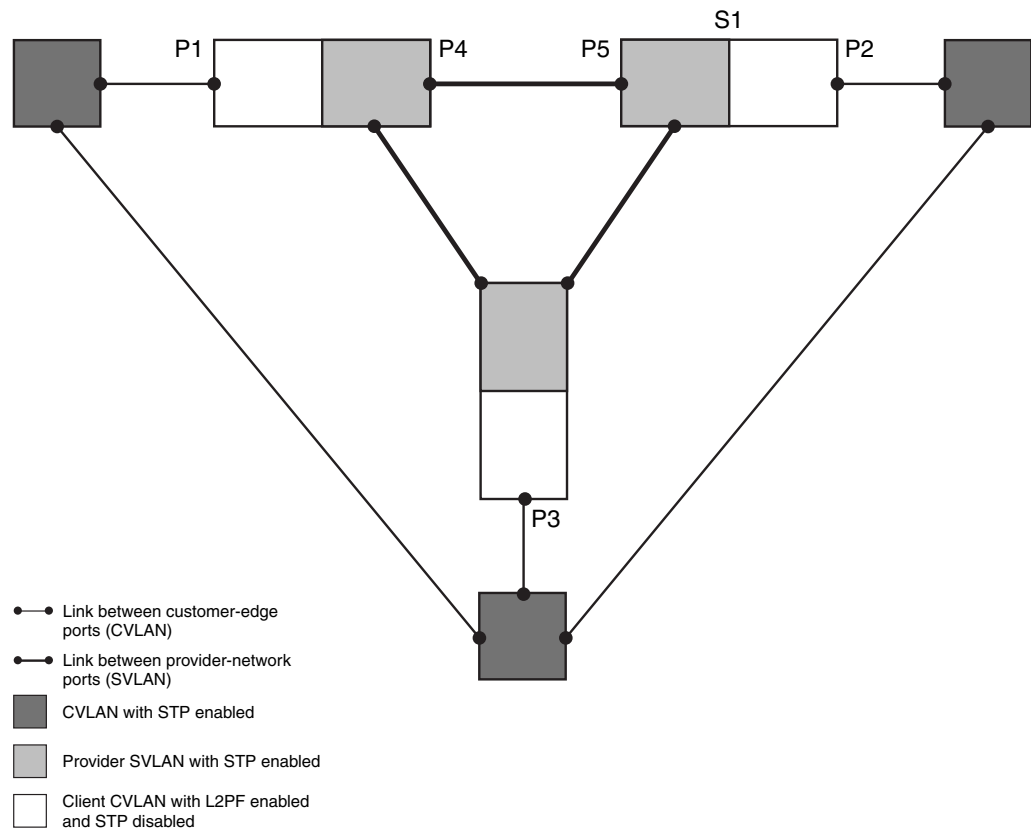 S1
P1
P4
P5
P2
P3
Link between customer-edge
ports (CVLAN)
Link between provider-network
ports (SVLAN)
CVLAN with STP enabled
Provider SVLAN with STP enabled
Client CVLAN with L2PF enabled
and STP disabled